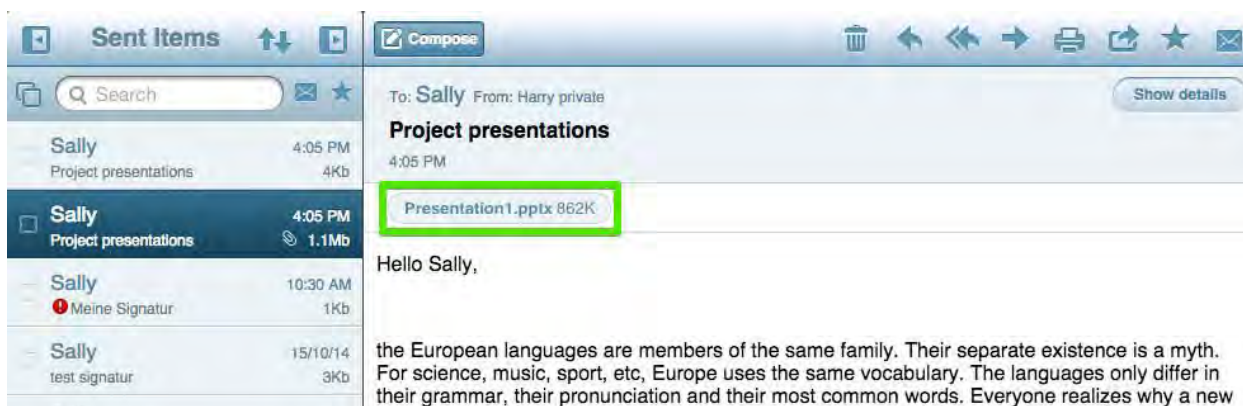 Sent Items
Compose
Search
Sally
4:05 PM
Project presentations
4Kb
Sally
4:05 PM
Project presentations
1.1Mb
Sally
10:30 AM
Meine Signatur
1Kb
Sally
15/10/14
test signatur
3Kb
To: Sally From: Harry private
Show details
Project presentations
4:05 PM
Presentation1.pptx 862K
Hello Sally,
the European languages are members of the same family. Their separate existence is a myth.
For science, music, sport, etc, Europe uses the same vocabulary. The languages only differ in
their grammar, their pronunciation and their most common words. Everyone realizes why a new